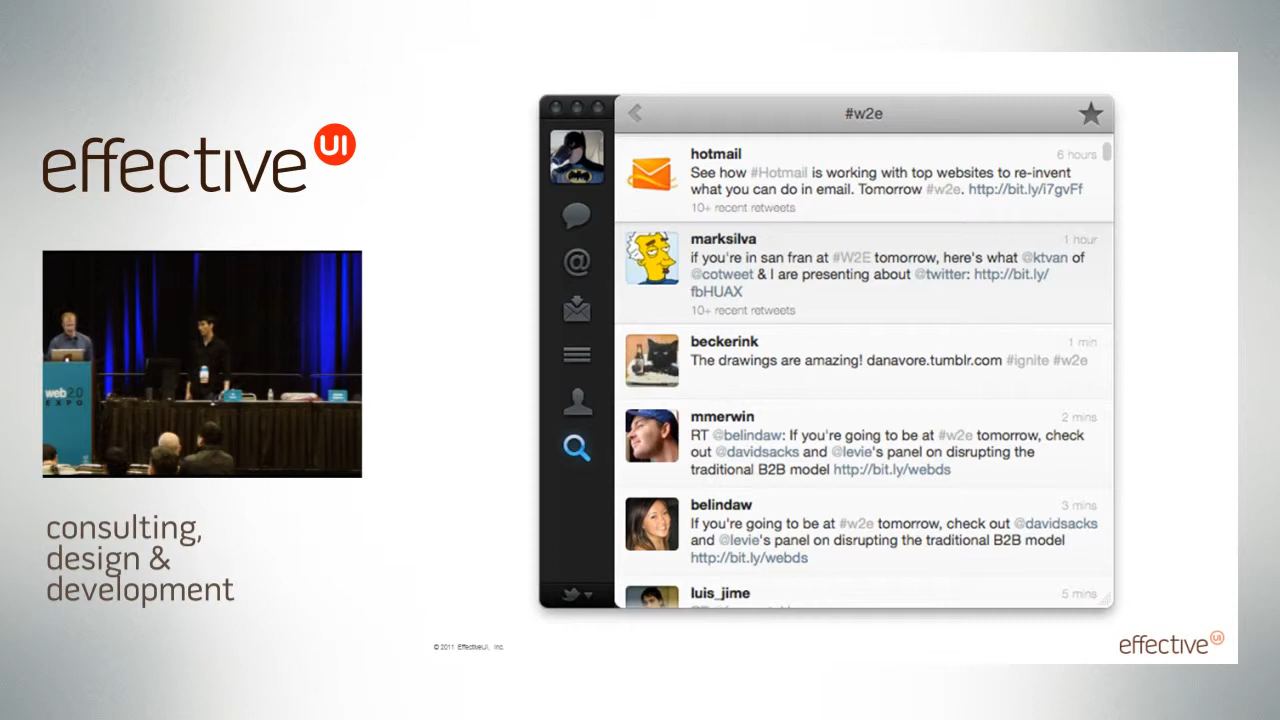 effective UI
web2.0
EXPO
consulting,
design &
development
#w2e
hotmail
6 hours
See how #Hotmail is working with top websites to re-invent
what you can do in email. Tomorrow #w2e. http://bit.ly/i7gvFf
10+ recent retweets
marksilva
1 hour
if you're in san fran at #W2E tomorrow, here's what @ktvan of
@cotweet & I are presenting about @twitter: http://bit.ly/
fbHUAX
10+ recent retweets
beckerink
1 min
The drawings are amazing! danavore.tumblr.com #ignite #w2e
mmerwin
2 mins
RT @belindaw: If you're going to be at #w2e tomorrow, check
out @davidsacks and @levie's panel on disrupting the
traditional B2B model http://bit.ly/webds
belindaw
3 mins
If you're going to be at #w2e tomorrow, check out @davidsacks
and @levie's panel on disrupting the traditional B2B model
http://bit.ly/webds
luis_jime
5 mins
© 2011 EffectiveUI, Inc.
effective UI